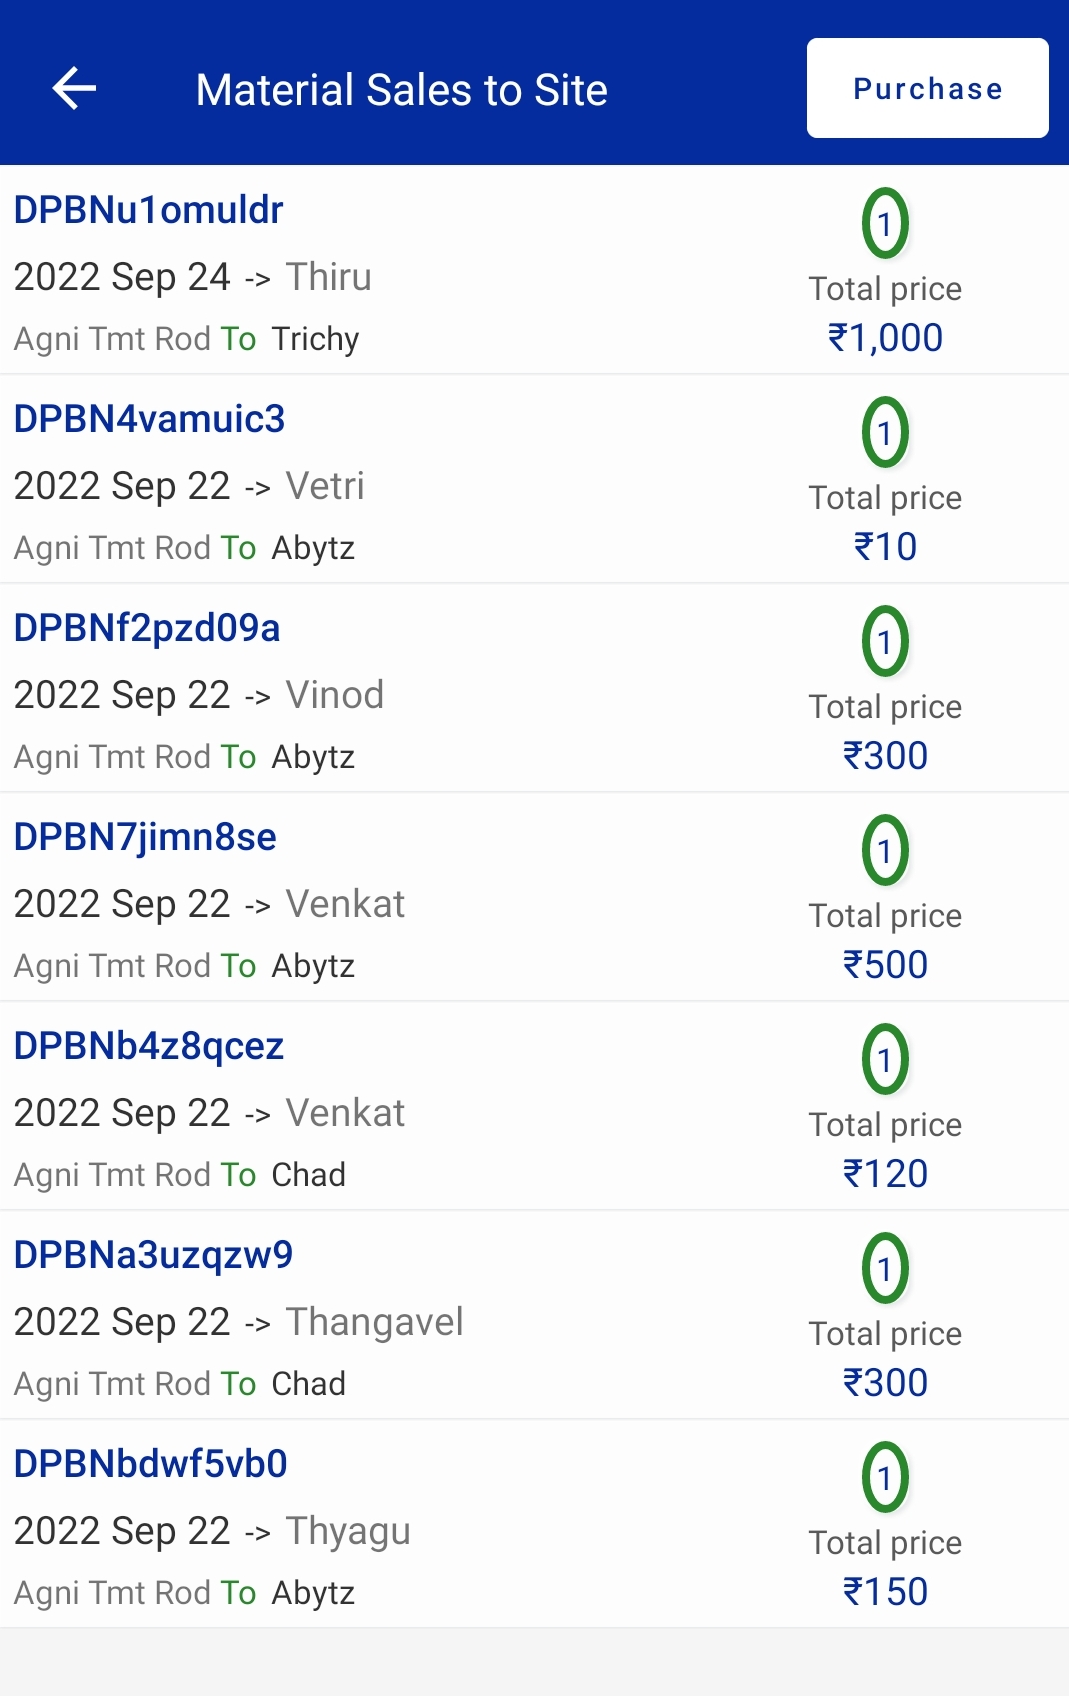 Material Sales to Site
Purchase
DPBNu1omuldr
1
2022 Sep 24 -> Thiru
Total price
Agni Tmt Rod To Trichy
₹1,000
DPBN4vamuic3
1
2022 Sep 22 -> Vetri
Total price
Agni Tmt Rod To Abytz
₹10
DPBNf2pzd09a
1
2022 Sep 22 -> Vinod
Total price
Agni Tmt Rod To Abytz
₹300
DPBN7jimn8se
1
2022 Sep 22 -> Venkat
Total price
Agni Tmt Rod To Abytz
₹500
DPBNb4z8qcez
1
2022 Sep 22 -> Venkat
Total price
Agni Tmt Rod To Chad
₹120
DPBNa3uzqzw9
1
2022 Sep 22 -> Thangavel
Total price
Agni Tmt Rod To Chad
₹300
DPBNbdwf5vb0
1
2022 Sep 22 -> Thyagu
Total price
Agni Tmt Rod To Abytz
₹150